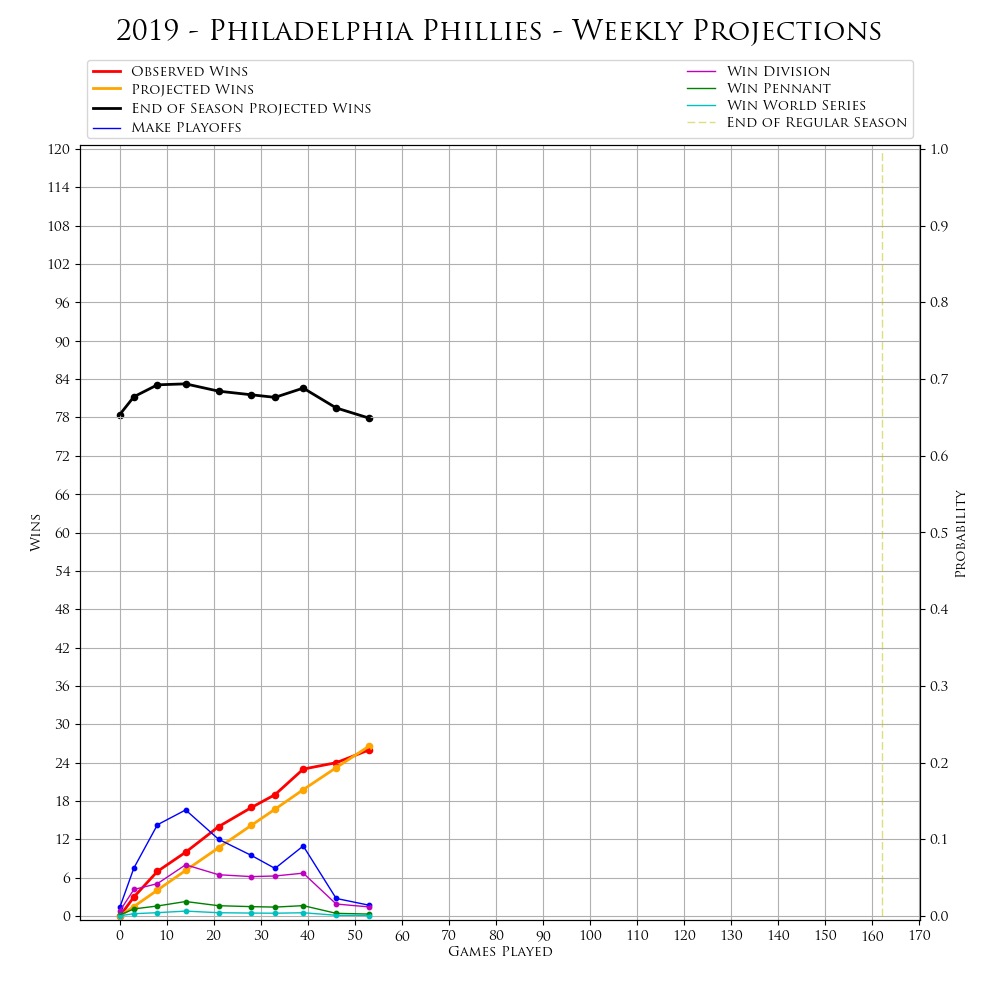 2019 - Philadelphia Phillies - Weekly Projections
Observed Wins
Projected Wins
End of Season Projected Wins
Make Playoffs
Win Division
Win Pennant
Win World Series
End of Regular Season
120
114
108
102
96
90
84
78
72
66
60
54
48
42
36
30
24
18
12
6
0
Wins
1.0
0.9
0.8
0.7
0.6
0.5
0.4
0.3
0.2
0.1
0.0
Probability
0 10 20 30 40 50 60 70 80 90 100 110 120 130 140 150 160 170
Games Played